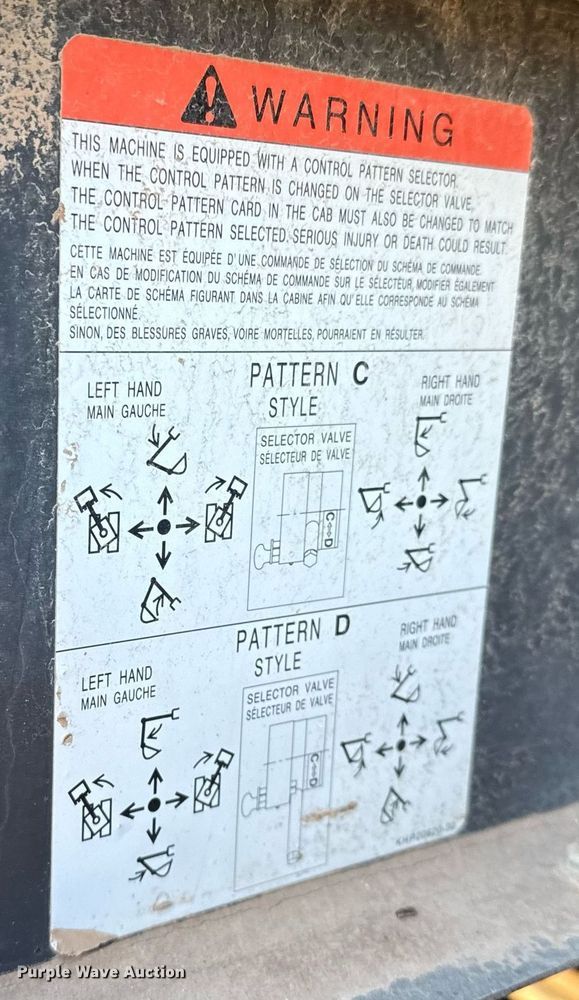 WARNING
THIS MACHINE IS EQUIPPED WITH A CONTROL PATTERN SELECTOR.
WHEN THE CONTROL PATTERN IS CHANGED ON THE SELECTOR VALVE,
THE CONTROL PATTERN CARD IN THE CAB MUST ALSO BE CHANGED TO MATCH
THE CONTROL PATTERN SELECTED. SERIOUS INJURY OR DEATH COULD RESULT.
CETTE MACHINE EST ÉQUIPÉE D'UNE COMMANDE DE SÉLECTION DU SCHÉMA DE COMMANDE.
EN CAS DE MODIFICATION DU SCHÉMA DE COMMANDE SUR LE SÉLECTEUR, MODIFIER ÉGALEMENT
LA CARTE DE SCHÉMA FIGURANT DANS LA CABINE AFIN QU'ELLE CORRESPONDE AU SCHÉMA
SÉLECTIONNÉ.
SINON, DES BLESSURES GRAVES, VOIRE MORTELLES, POURRAIENT EN RÉSULTER.
PATTERN C
STYLE
LEFT HAND
MAIN GAUCHE
SELECTOR VALVE
SÉLECTEUR DE VALVE
C⇔D
RIGHT HAND
MAIN DROITE
PATTERN D
STYLE
LEFT HAND
MAIN GAUCHE
SELECTOR VALVE
SÉLECTEUR DE VALVE
C⇔D
RIGHT HAND
MAIN DROITE
Purple Wave Auction